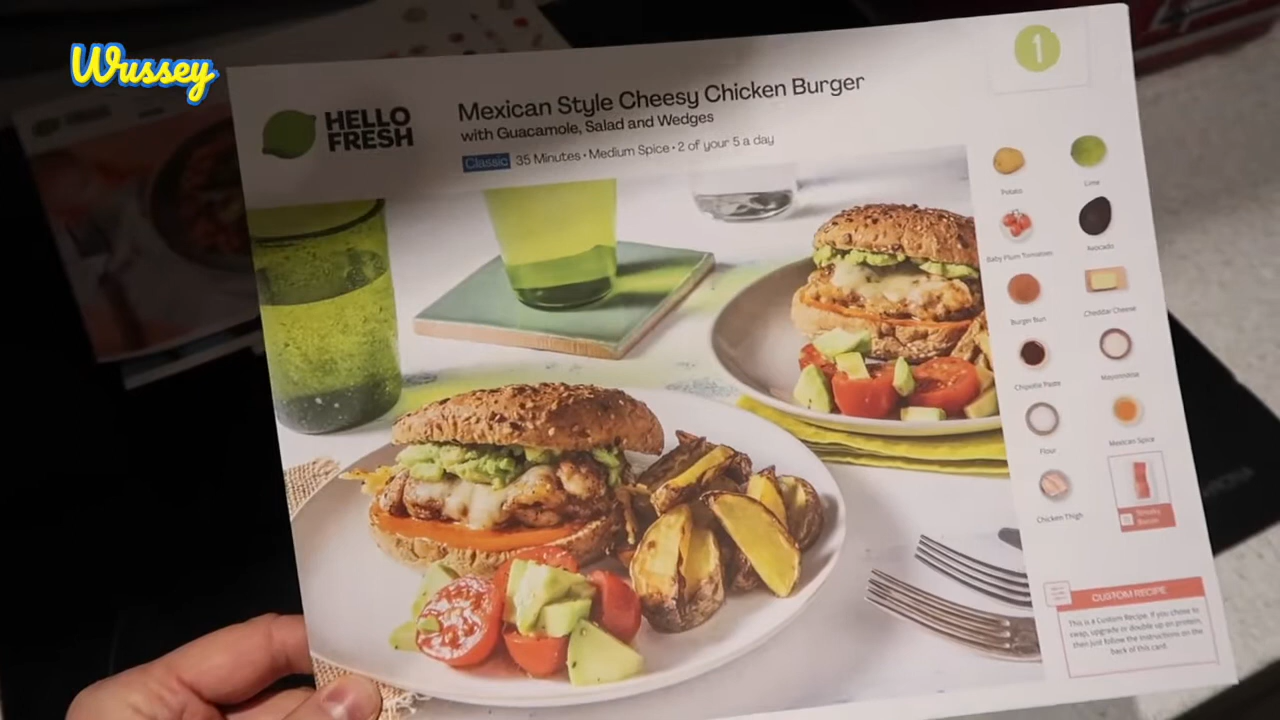 Wussey
HELLO
FRESH
Mexican Style Cheesy Chicken Burger
with Guacamole, Salad and Wedges
Classic 35 Minutes • Medium Spice • 2 of your 5 a day
1
Potato
Lime
Baby Plum Tomatoes
Avocado
Burger Bun
Cheddar Cheese
Chipotle Paste
Mayonnaise
Flour
Mexican Spice
Chicken Thigh
Bacon
CUSTOM RECIPE
This is a Custom Recipe. If you chose to
swap, upgrade or double up on protein,
then just follow the instructions on the
back of this card.